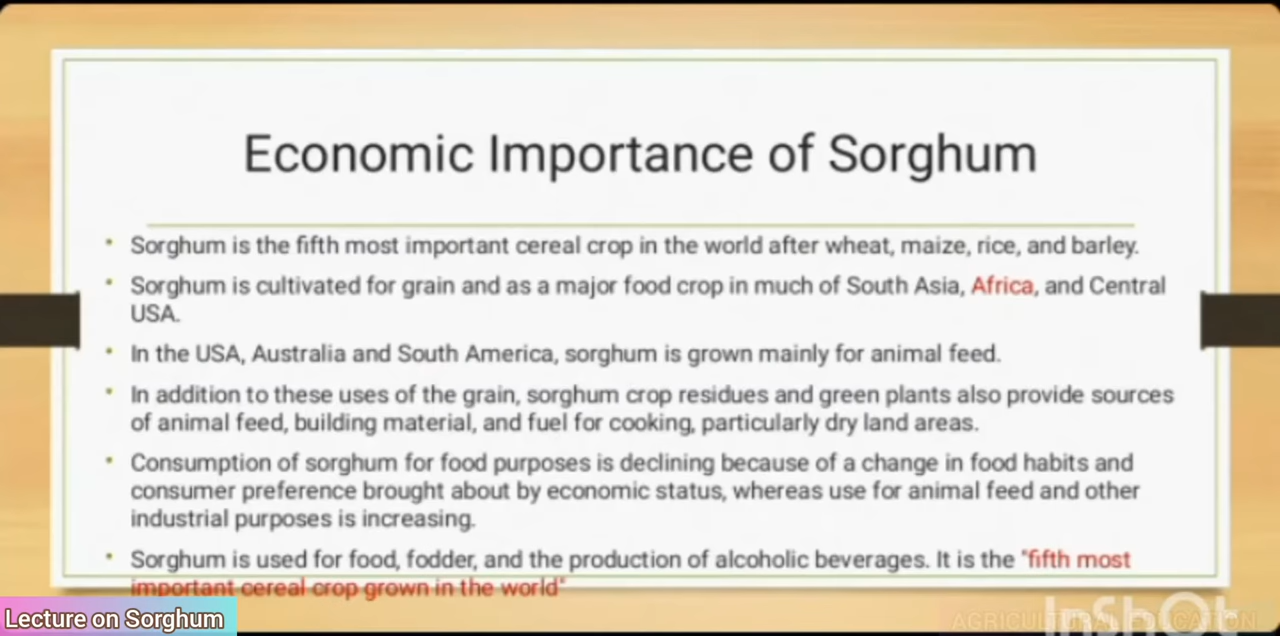 Economic Importance of Sorghum
• Sorghum is the fifth most important cereal crop in the world after wheat, maize, rice, and barley.
• Sorghum is cultivated for grain and as a major food crop in much of South Asia, Africa, and Central
USA.
• In the USA, Australia and South America, sorghum is grown mainly for animal feed.
• In addition to these uses of the grain, sorghum crop residues and green plants also provide sources
of animal feed, building material, and fuel for cooking, particularly dry land areas.
• Consumption of sorghum for food purposes is declining because of a change in food habits and
consumer preference brought about by economic status, whereas use for animal feed and other
industrial purposes is increasing.
• Sorghum is used for food, fodder, and the production of alcoholic beverages. It is the "fifth most
important cereal crop grown in the world"
Lecture on Sorghum
AGRICULTURAL EDUCATION
InShOt